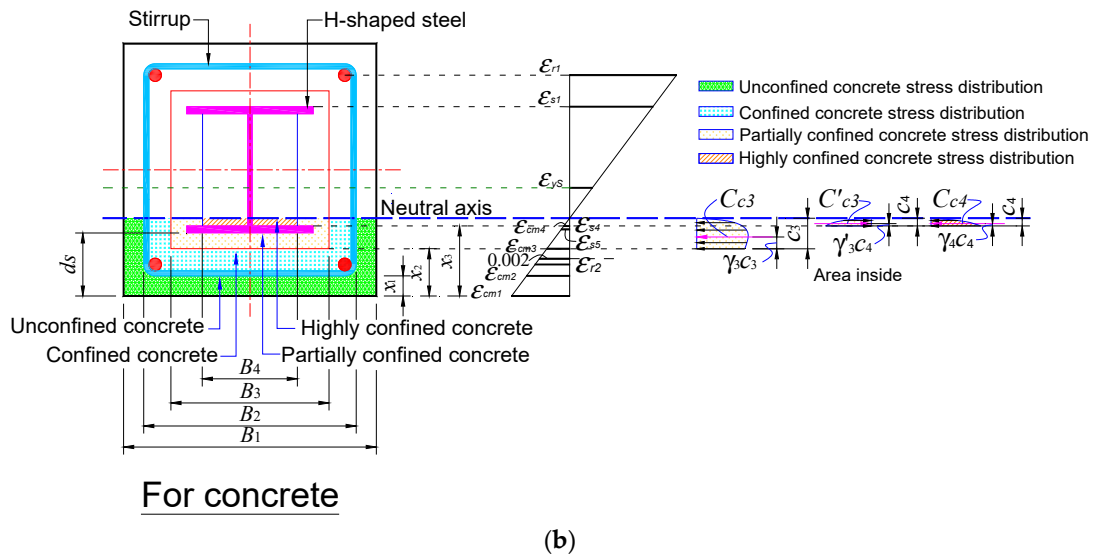 Stirrup
H-shaped steel
εr1
εs1
εys
Neutral axis
εcm4
εs4
εs5
εcm3
0.002
εr2
εcm2
εcm1
Unconfined concrete stress distribution
Confined concrete stress distribution
Partially confined concrete stress distribution
Highly confined concrete stress distribution
Cc3
C'c3
c4
Cc4
c4
c3
γ3c3
γ'3c4
γ4c4
Area inside
ds
x1
x2
x3
Unconfined concrete
Highly confined concrete
Confined concrete
Partially confined concrete
B4
B3
B2
B1
For concrete
(b)